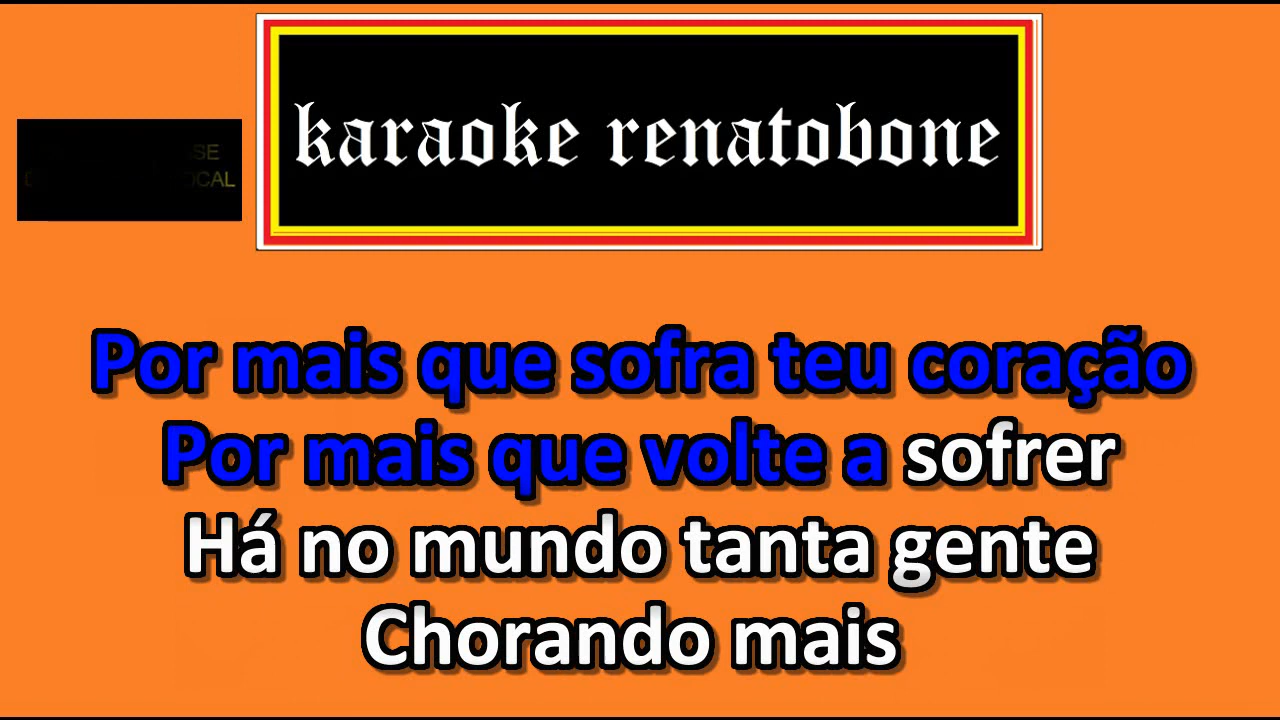 karaoke renatobone
Por mais que sofra teu coração
Por mais que volte a sofrer
Há no mundo tanta gente
Chorando mais